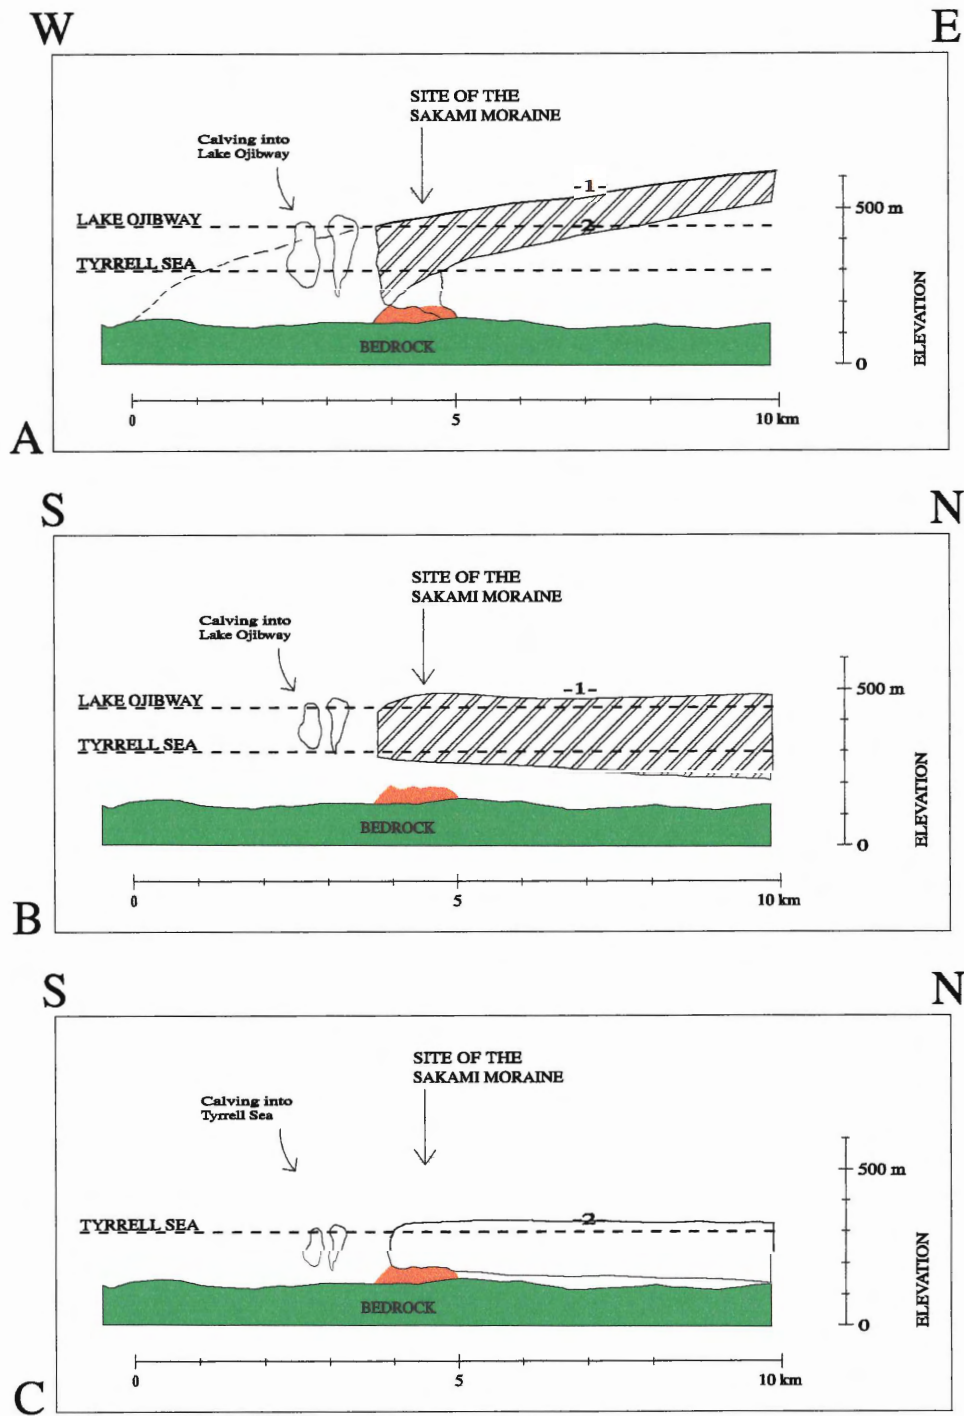 W
E
SITE OF THE
SAKAMI MORAINE
Calving into
Lake Ojibway
-1-
LAKE OJIBWAY
-2-
500 m
TYRRELL SEA
ELEVATION
BEDROCK
0
0
5
10 km
A
S
N
SITE OF THE
SAKAMI MORAINE
Calving into
Lake Ojibway
-1-
500 m
LAKE OJIBWAY
TYRRELL SEA
ELEVATION
BEDROCK
0
0
5
10 km
B
S
N
SITE OF THE
SAKAMI MORAINE
Calving into
Tyrrell Sea
500 m
TYRRELL SEA
-2-
ELEVATION
BEDROCK
0
0
5
10 km
C